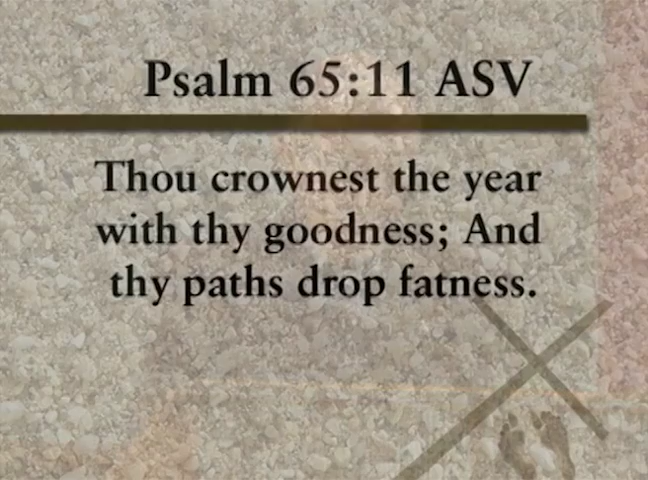 Psalm 65:11 ASV
Thou crownest the year
with thy goodness; And
thy paths drop fatness.